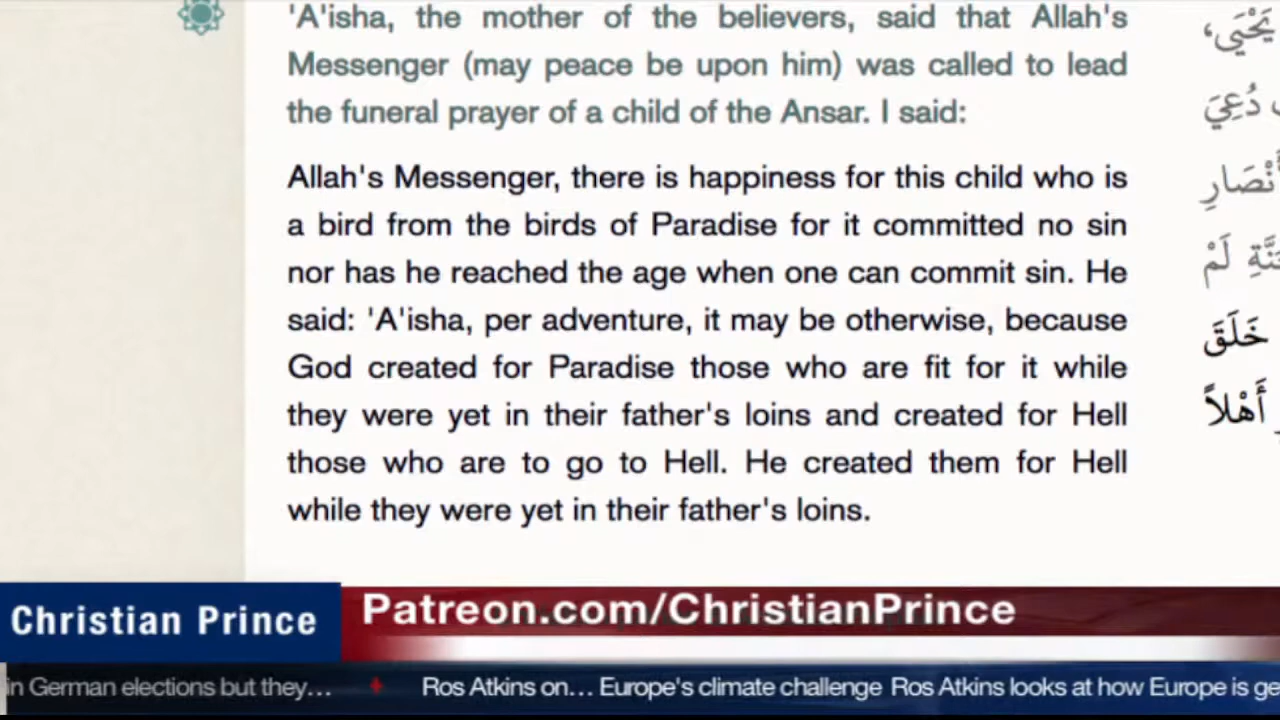 'A'isha, the mother of the believers, said that Allah's
Messenger (may peace be upon him) was called to lead
the funeral prayer of a child of the Ansar. I said:
Allah's Messenger, there is happiness for this child who is
a bird from the birds of Paradise for it committed no sin
nor has he reached the age when one can commit sin. He
said: 'A'isha, per adventure, it may be otherwise, because
God created for Paradise those who are fit for it while
they were yet in their father's loins and created for Hell
those who are to go to Hell. He created them for Hell
while they were yet in their father's loins.
يَحْيَى،
دُعِيَ
خَلَقَ
أَهْلاً
Christian Prince
Patreon.com/ChristianPrince
in German elections but they... Ros Atkins on... Europe's climate challenge Ros Atkins looks at how Europe is ge